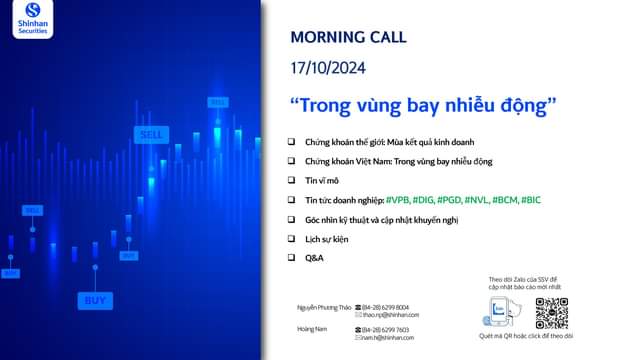 Shinhan
Securities
MORNING CALL
17/10/2024
“Trong vùng bay nhiễu động”
Chứng khoán thế giới: Mùa kết quả kinh doanh
Chứng khoán Việt Nam: Trong vùng bay nhiễu động
Tin vĩ mô
Tin tức doanh nghiệp: #VPB, #DIG, #PGD, #NVL, #BCM, #BIC
Góc nhìn kỹ thuật và cập nhật khuyến nghị
Lịch sự kiện
Q&A
SELL
SELL
SELL
BUY
BUY
BUY
Theo dõi Zalo của SSV để
cập nhật báo cáo mới nhất
Quét mã QR hoặc click để theo dõi
Nguyễn Phương Thảo ☎ (84-28) 6299 8004
✉ thao.np@shinhan.com
Hoàng Nam ☎ (84-28) 6299 7603
✉ nam.h@shinhan.com